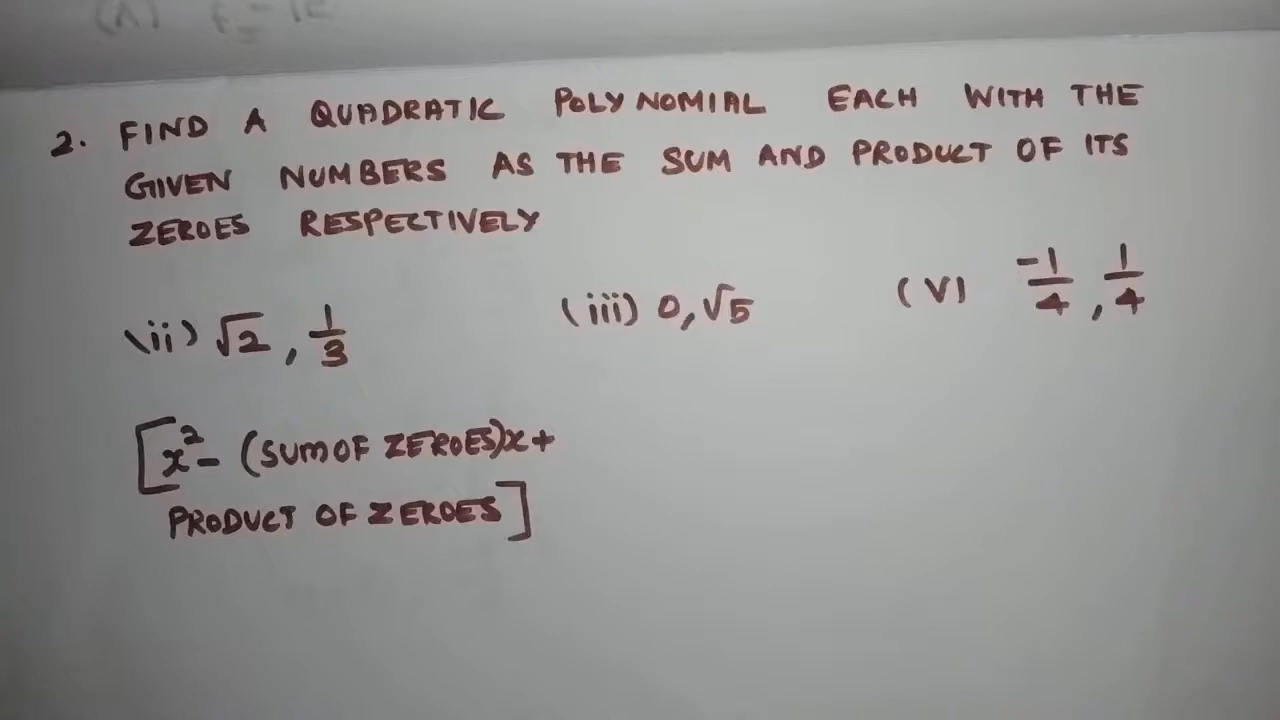 2. FIND A QUADRATIC POLYNOMIAL EACH WITH THE
GIVEN NUMBERS AS THE SUM AND PRODUCT OF ITS
ZEROES RESPECTIVELY
(ii) √2, 1/3 (iii) 0, √5 (V) -1/4, 1/4
[x² - (SUM OF ZEROES)x +
PRODUCT OF ZEROES]